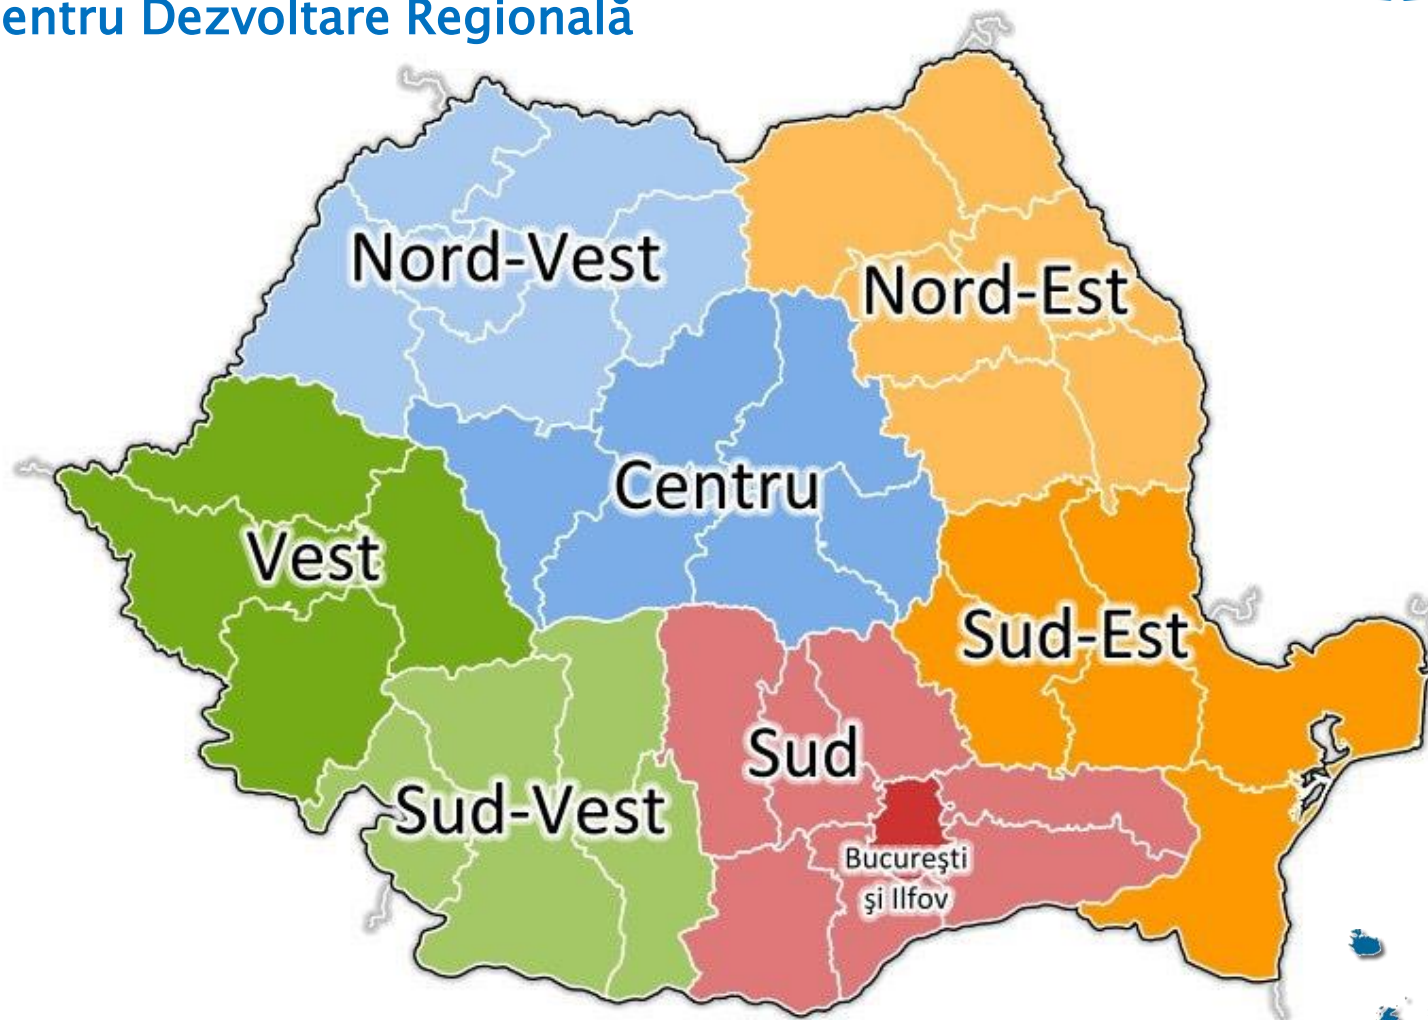 entru Dezvoltare Regională
Nord-Vest
Nord-Est
Centru
Vest
Sud-Est
Sud
Sud-Vest
Bucureşti
şi Ilfov